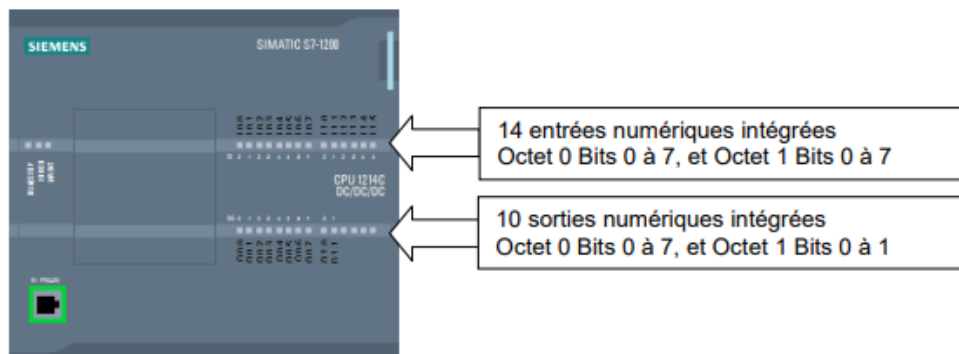 SIEMENS
SIMATIC S7-1200
14 entrées numériques intégrées
Octet 0 Bits 0 à 7, et Octet 1 Bits 0 à 7
CPU 1214C
DC/DC/DC
10 sorties numériques intégrées
Octet 0 Bits 0 à 7, et Octet 1 Bits 0 à 1